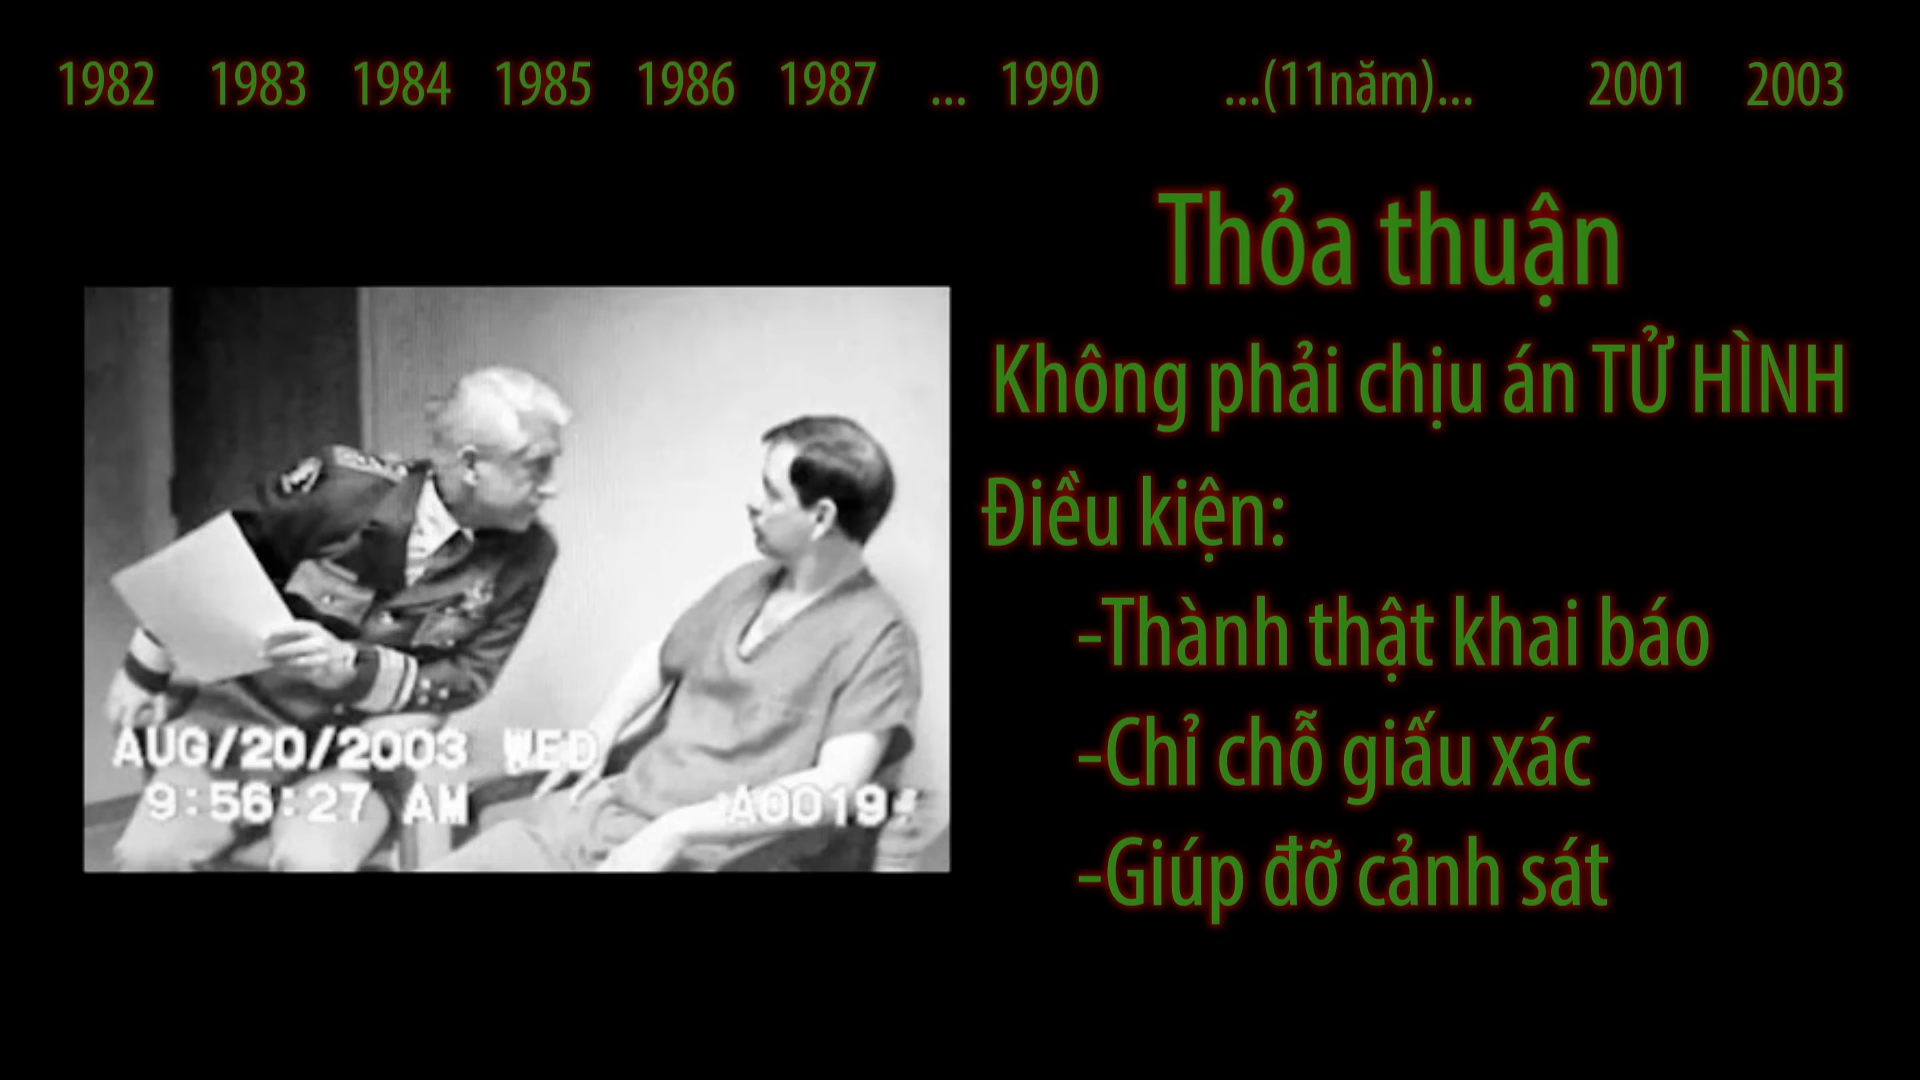 1982 1983 1984 1985 1986 1987 ... 1990 ...(11năm)... 2001 2003
Thỏa thuận
Không phải chịu án TỬ HÌNH
Điều kiện:
-Thành thật khai báo
-Chỉ chỗ giấu xác
-Giúp đỡ cảnh sát
AUG/20/2003 WED
9:56:27 AM A0019